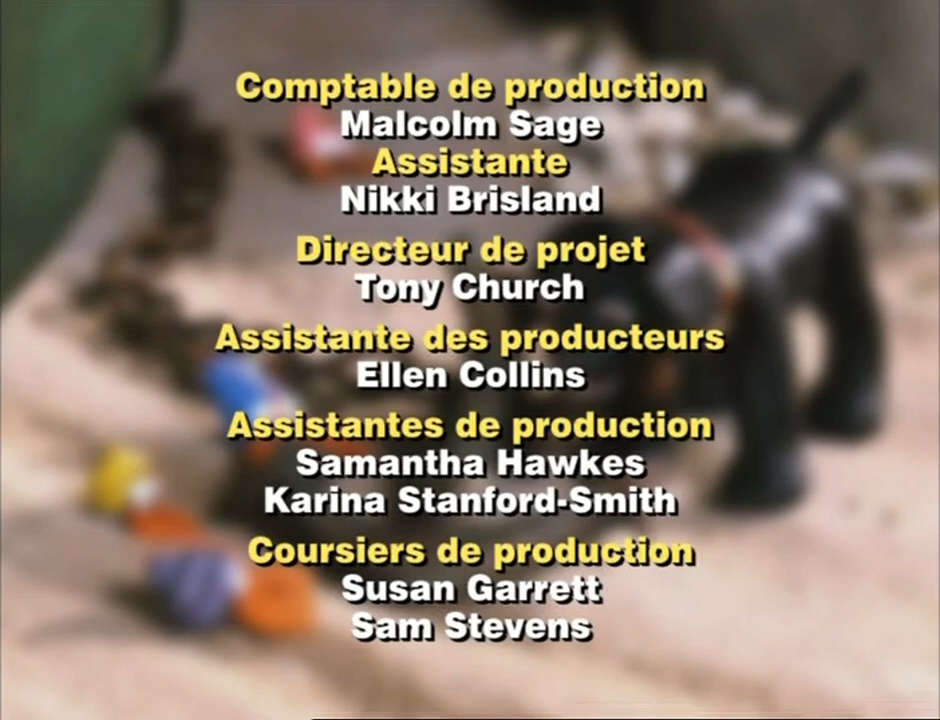 Comptable de production
Malcolm Sage
Assistante
Nikki Brisland
Directeur de projet
Tony Church
Assistante des producteurs
Ellen Collins
Assistantes de production
Samantha Hawkes
Karina Stanford-Smith
Coursiers de production
Susan Garrett
Sam Stevens